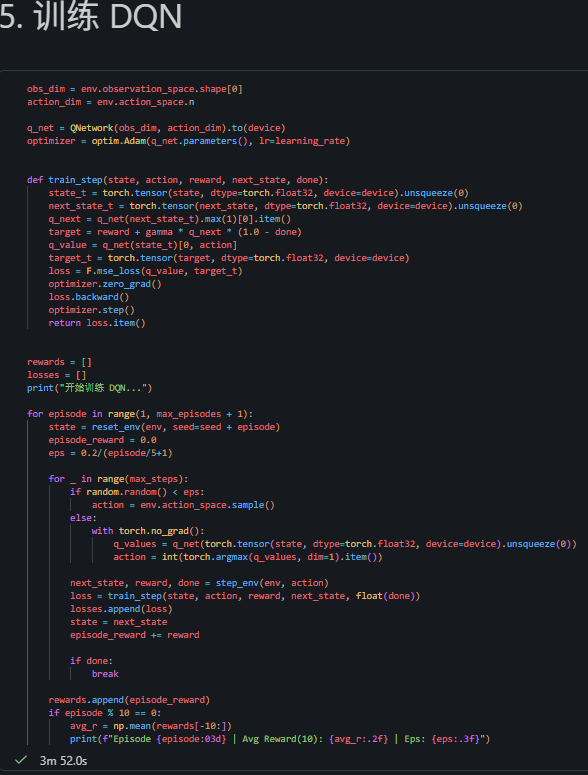 5. 训练 DQN
obs_dim = env.observation_space.shape[0]
action_dim = env.action_space.n
q_net = QNetwork(obs_dim, action_dim).to(device)
optimizer = optim.Adam(q_net.parameters(), lr=learning_rate)
def train_step(state, action, reward, next_state, done):
    state_t = torch.tensor(state, dtype=torch.float32, device=device).unsqueeze(0)
    next_state_t = torch.tensor(next_state, dtype=torch.float32, device=device).unsqueeze(0)
    q_next = q_net(next_state_t).max(1)[0].item()
    target = reward + gamma * q_next * (1.0 - done)
    q_value = q_net(state_t)[0, action]
    target_t = torch.tensor(target, dtype=torch.float32, device=device)
    loss = F.mse_loss(q_value, target_t)
    optimizer.zero_grad()
    loss.backward()
    optimizer.step()
    return loss.item()
rewards = []
losses = []
print("开始训练 DQN...")
for episode in range(1, max_episodes + 1):
    state = reset_env(env, seed=seed + episode)
    episode_reward = 0.0
    eps = 0.2/(episode/5+1)
    for _ in range(max_steps):
        if random.random() < eps:
            action = env.action_space.sample()
        else:
            with torch.no_grad():
                q_values = q_net(torch.tensor(state, dtype=torch.float32, device=device).unsqueeze(0))
                action = int(torch.argmax(q_values, dim=1).item())
        next_state, reward, done = step_env(env, action)
        loss = train_step(state, action, reward, next_state, float(done))
        losses.append(loss)
        state = next_state
        episode_reward += reward
        if done:
            break
    rewards.append(episode_reward)
    if episode % 10 == 0:
        avg_r = np.mean(rewards[-10:])
        print(f"Episode {episode:03d} | Avg Reward(10): {avg_r:.2f} | Eps: {eps:.3f}")
3m 52.0s